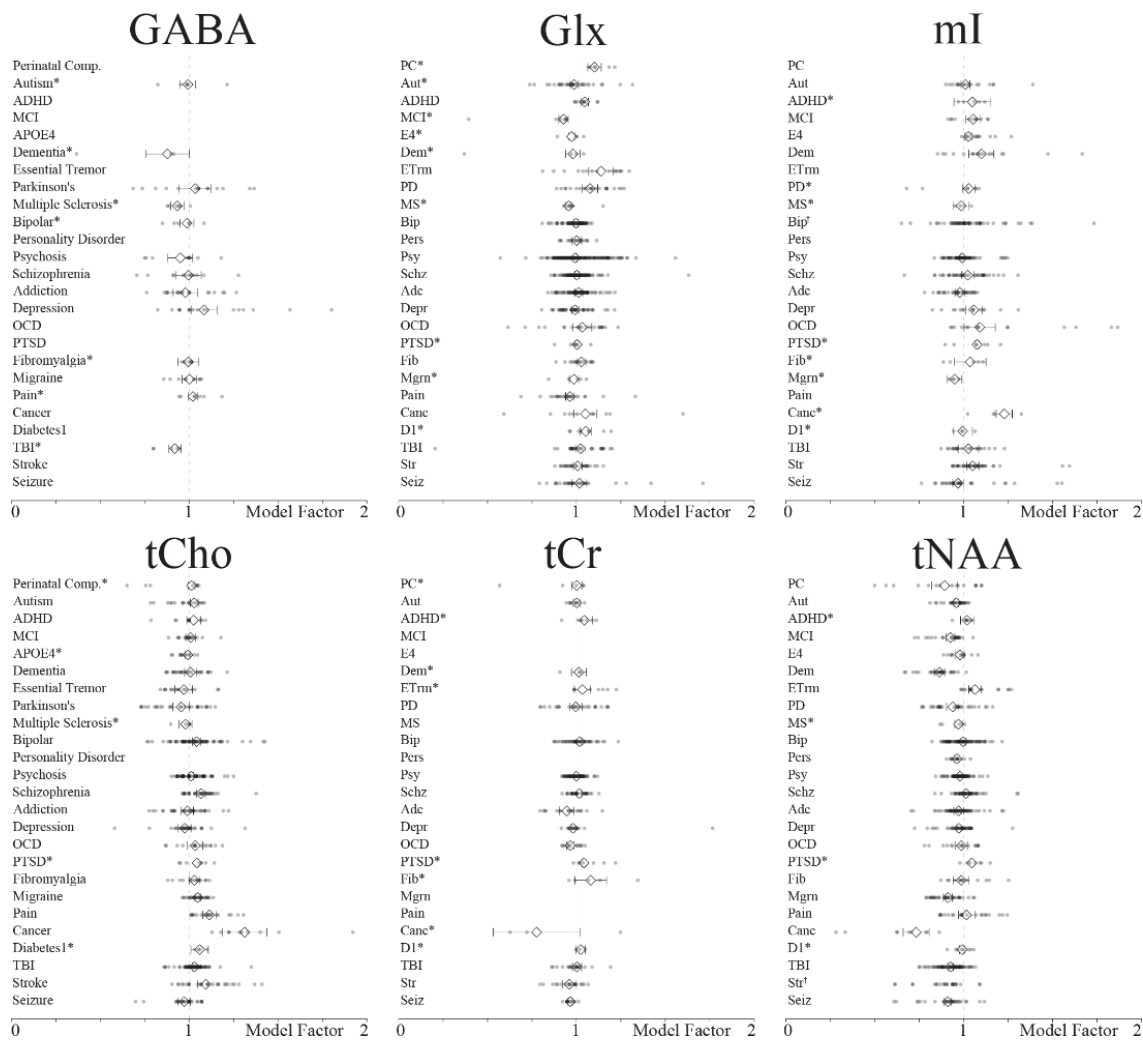 GABA
Perinatal Comp.
Autism*
ADHD
MCI
APOE4
Dementia*
Essential Tremor
Parkinson's
Multiple Sclerosis*
Bipolar*
Personality Disorder
Psychosis
Schizophrenia
Addiction
Depression
OCD
PTSD
Fibromyalgia*
Migraine
Pain*
Cancer
Diabetes1
TBI*
Stroke
Seizure
0 1 Model Factor 2
Glx
PC*
Aut*
ADHD
MCI*
E4*
Dem*
ETrm
PD
MS*
Bip
Pers
Psy
Schz
Adc
Depr
OCD
PTSD*
Fib
Mgrn*
Pain
Canc
D1*
TBI
Str
Seiz
0 1 Model Factor 2
mI
PC
Aut
ADHD*
MCI
E4
Dem
ETrm
PD*
MS*
Bip†
Pers
Psy
Schz
Adc
Depr
OCD
PTSD*
Fib*
Mgrn*
Pain
Canc*
D1*
TBI
Str
Seiz
0 1 Model Factor 2
tCho
Perinatal Comp.*
Autism
ADHD
MCI
APOE4*
Dementia
Essential Tremor
Parkinson's
Multiple Sclerosis*
Bipolar
Personality Disorder
Psychosis
Schizophrenia
Addiction
Depression
OCD
PTSD*
Fibromyalgia
Migraine
Pain
Cancer
Diabetes1*
TBI
Stroke
Seizure
0 1 Model Factor 2
tCr
PC*
Aut
ADHD*
MCI
E4
Dem*
ETrm*
PD
MS
Bip
Pers
Psy
Schz
Adc
Depr
OCD
PTSD*
Fib*
Mgrn
Pain
Canc*
D1*
TBI
Str
Seiz
0 1 Model Factor 2
tNAA
PC
Aut
ADHD*
MCI
E4
Dem
ETrm
PD
MS*
Bip
Pers
Psy
Schz
Adc
Depr
OCD
PTSD*
Fib
Mgrn
Pain
Canc
D1*
TBI
Str†
Seiz
0 1 Model Factor 2